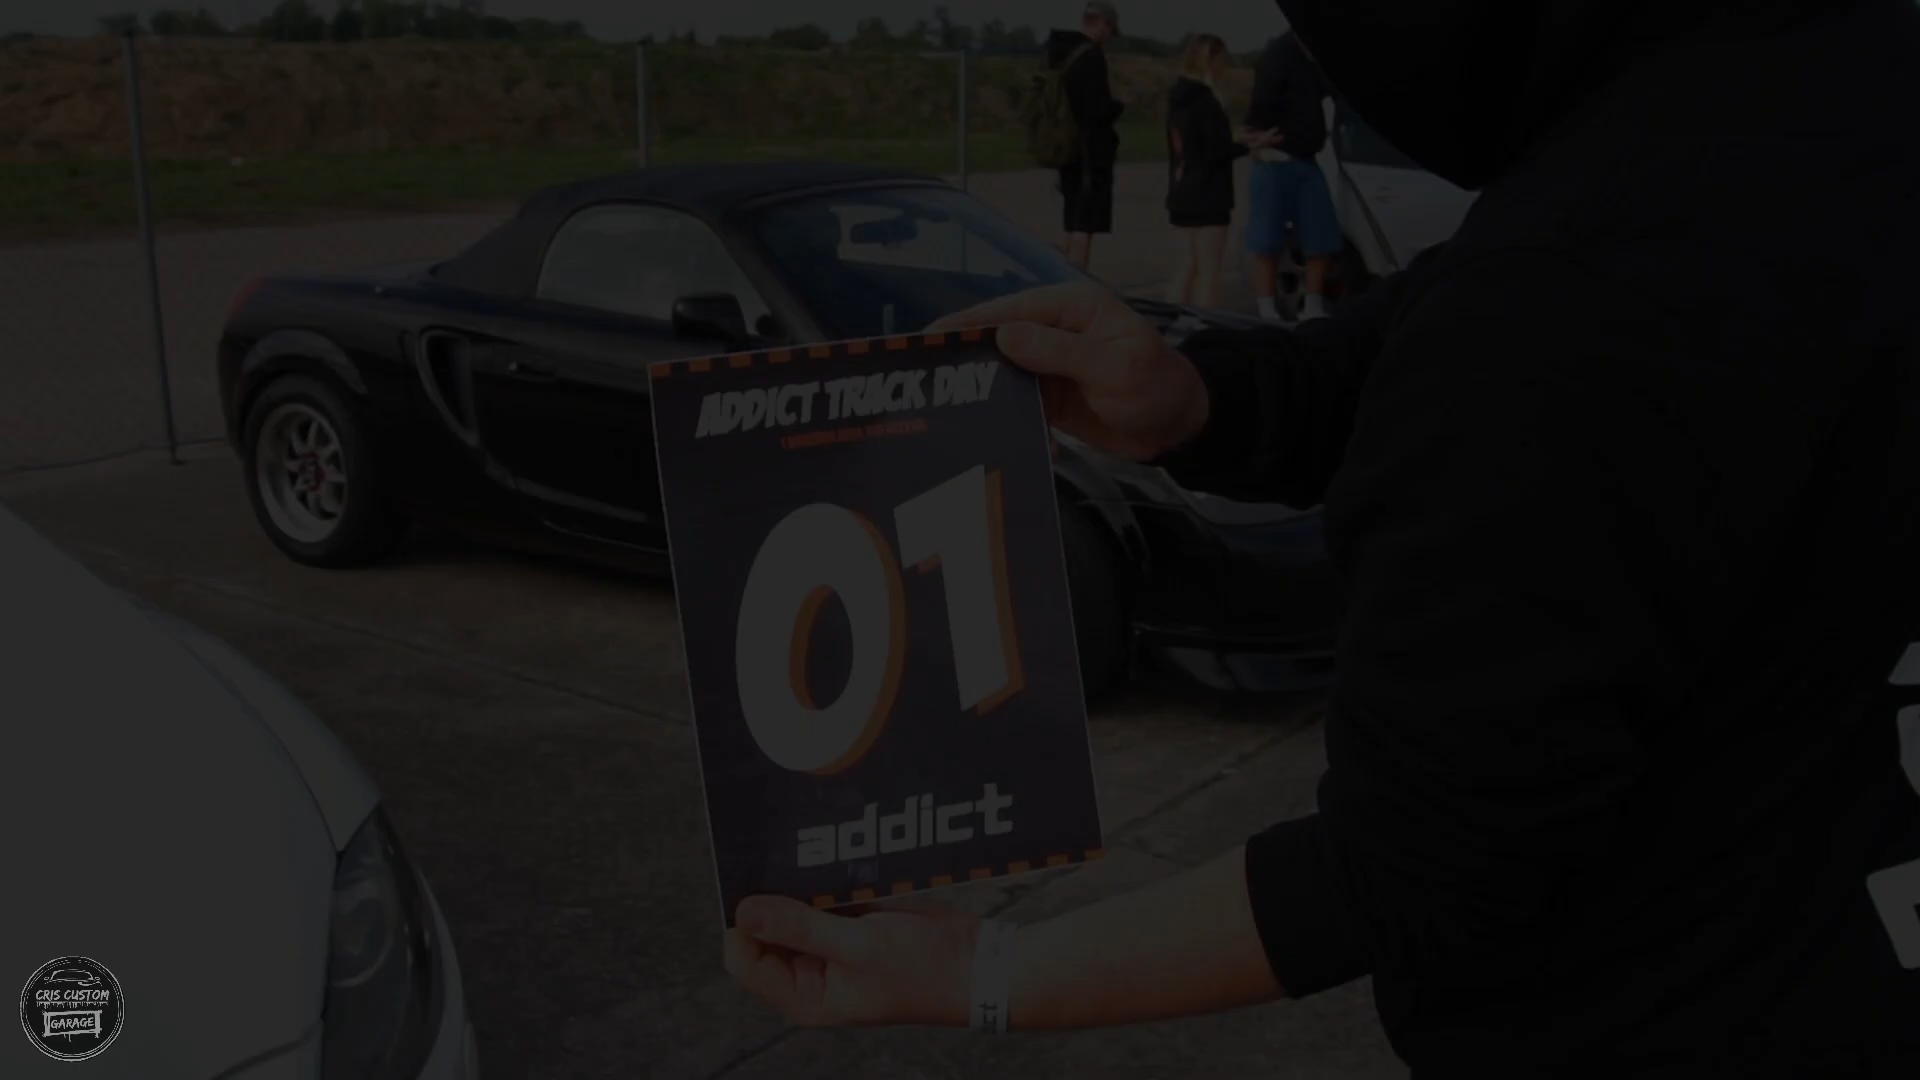 ADDICT TRACK DAY
01
addict
CRIS CUSTOM
GARAGE